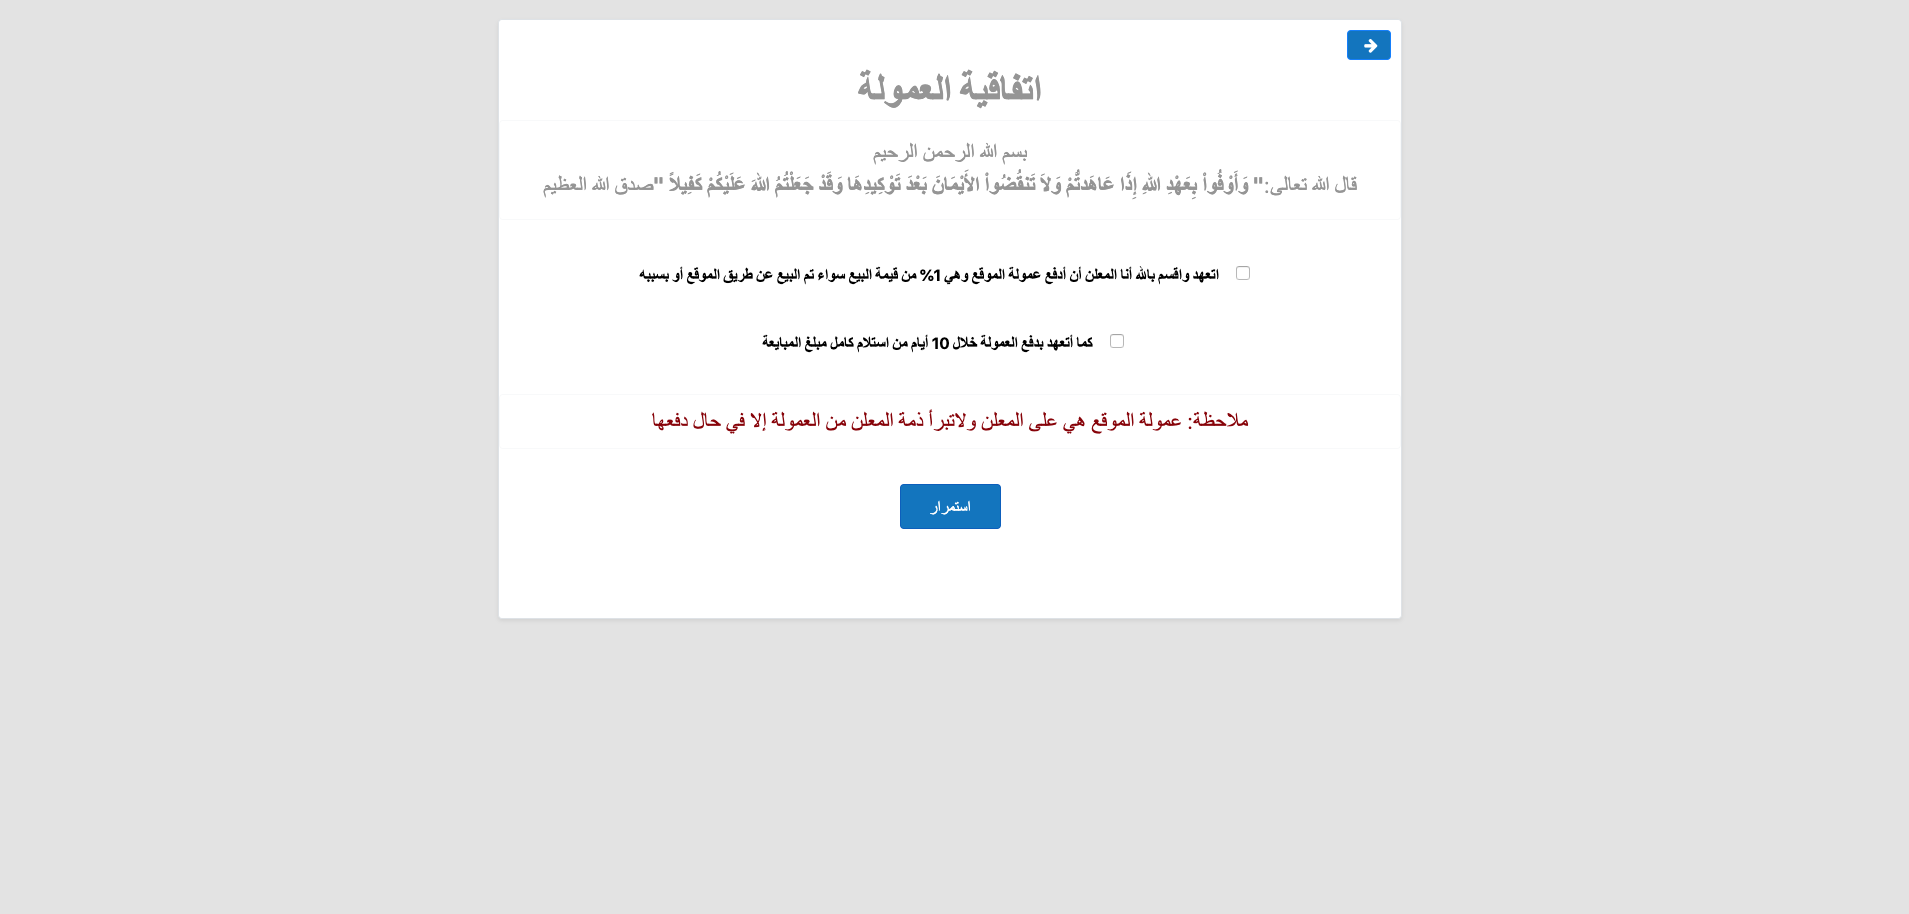 اتفاقية العمولة
بسم الله الرحمن الرحيم
قال الله تعالى:" وَأَوْفُواْ بِعَهْدِ اللهِ إِذَا عَاهَدتُّمْ وَلاَ تَنقُضُواْ الأَيْمَانَ بَعْدَ تَوْكِيدِهَا وَقَدْ جَعَلْتُمُ اللهَ عَلَيْكُمْ كَفِيلاً "صدق الله العظيم
اتعهد واقسم بالله أنا المعلن أن أدفع عمولة الموقع وهي 1% من قيمة البيع سواء تم البيع عن طريق الموقع أو بسببه
كما أتعهد بدفع العمولة خلال 10 أيام من استلام كامل مبلغ المبايعة
ملاحظة: عمولة الموقع هي على المعلن ولاتبرأ ذمة المعلن من العمولة إلا في حال دفعها
استمرار